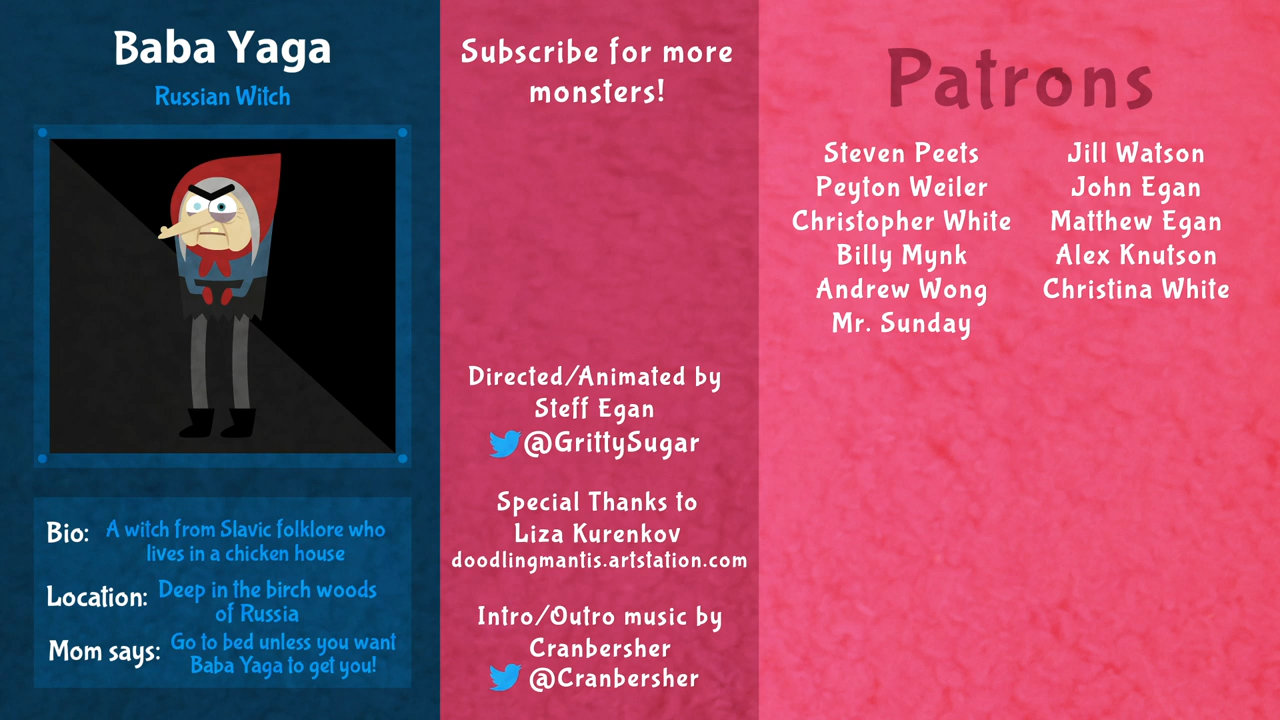 Baba Yaga
Russian Witch
Bio: A witch from Slavic folklore who
lives in a chicken house
Location: Deep in the birch woods
of Russia
Mom says: Go to bed unless you want
Baba Yaga to get you!
Subscribe for more
monsters!
Directed/Animated by
Steff Egan
@GrittySugar
Special Thanks to
Liza Kurenkov
doodlingmantis.artstation.com
Intro/Outro music by
Cranbersher
@Cranbersher
Patrons
Steven Peets
Peyton Weiler
Christopher White
Billy Mynk
Andrew Wong
Mr. Sunday
Jill Watson
John Egan
Matthew Egan
Alex Knutson
Christina White